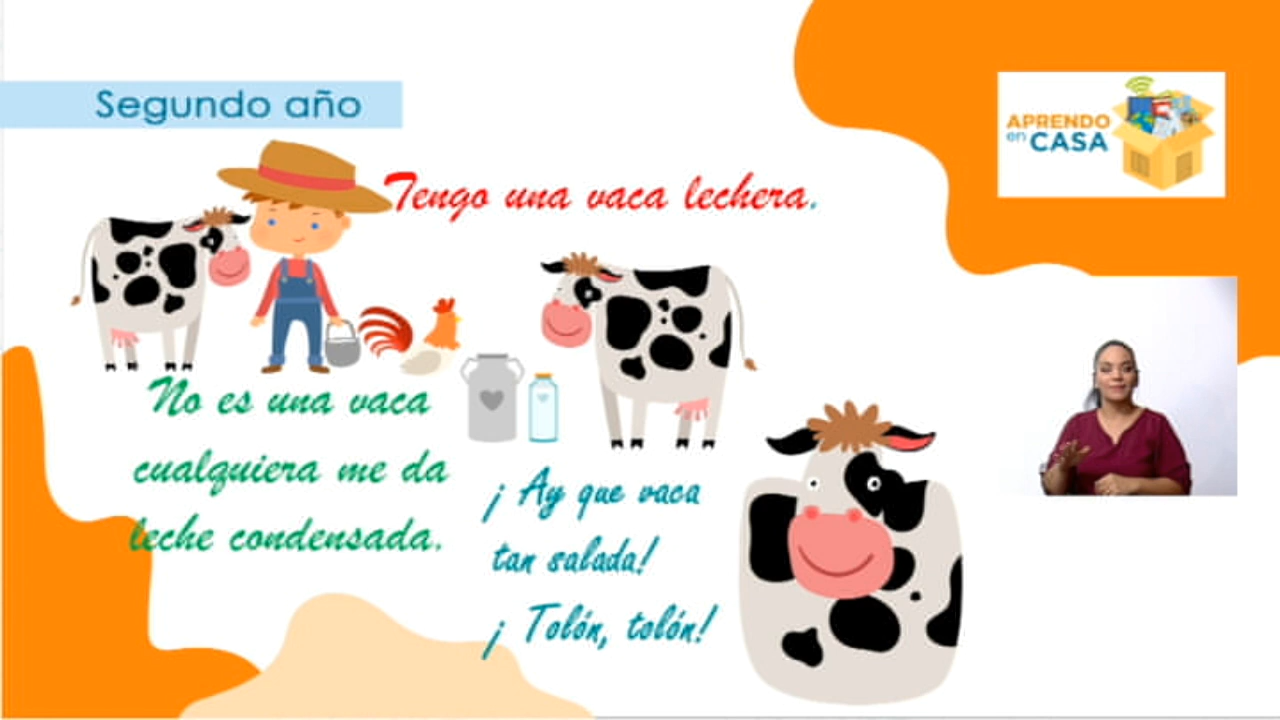 Segundo año
APRENDO
en CASA
Tengo una vaca lechera.
No es una vaca
cualquiera me da
leche condensada.
¡ Ay que vaca
tan salada!
¡ Tolón, tolón!